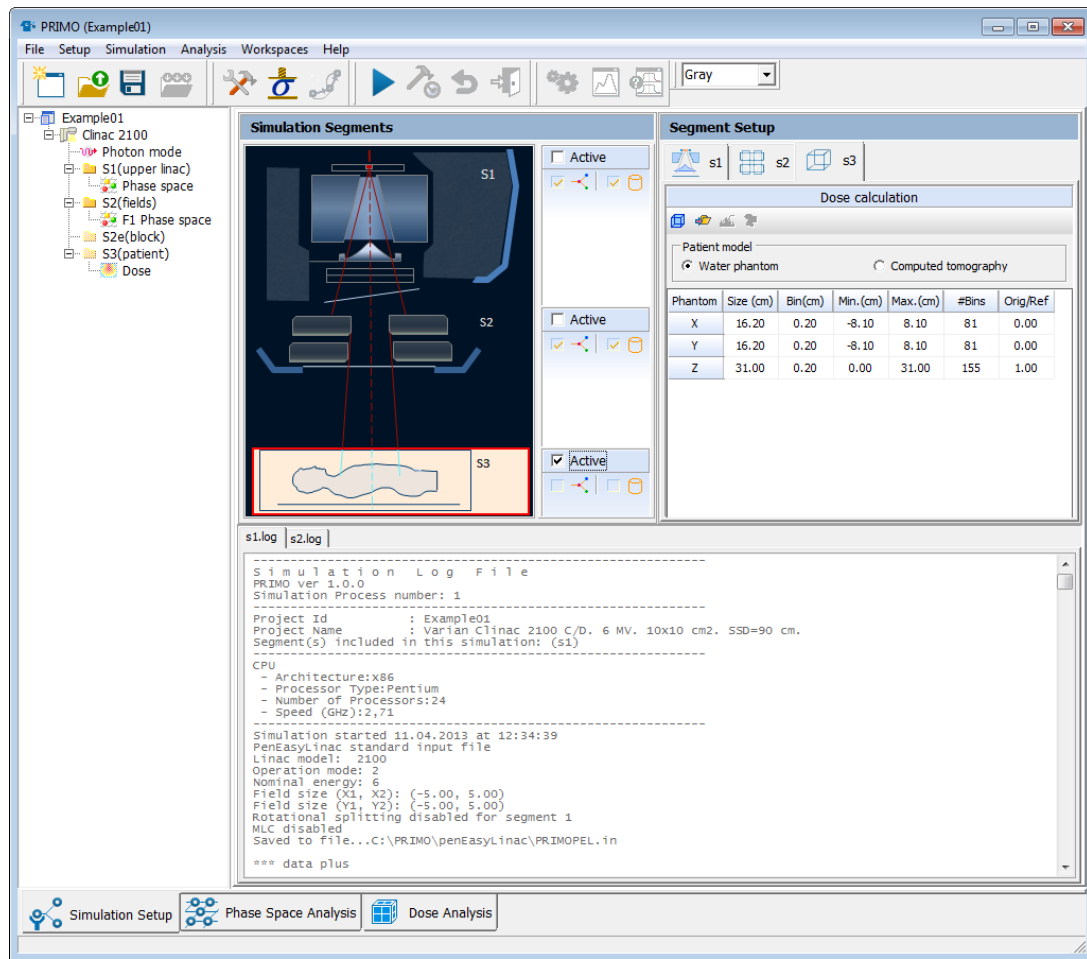 PRIMO (Example01)
File Setup Simulation Analysis Workspaces Help
Gray
Example01
Clinac 2100
Photon mode
S1(upper linac)
Phase space
S2(fields)
F1 Phase space
S2e(block)
S3(patient)
Dose
Simulation Segments
S1
S2
S3
Active
Active
Active
Segment Setup
s1 s2 s3
Dose calculation
Patient model
Water phantom Computed tomography
Phantom Size (cm) Bin(cm) Min.(cm) Max.(cm) #Bins Orig/Ref
X 16.20 0.20 -8.10 8.10 81 0.00
Y 16.20 0.20 -8.10 8.10 81 0.00
Z 31.00 0.20 0.00 31.00 155 1.00
s1.log s2.log
--------------------------------------------------------------
S i m u l a t i o n   L o g   F i l e
PRIMO ver 1.0.0
Simulation Process number: 1
--------------------------------------------------------------
Project Id : Example01
Project Name : Varian Clinac 2100 C/D. 6 MV. 10x10 cm2. SSD=90 cm.
Segment(s) included in this simulation: (s1)
--------------------------------------------------------------
CPU
- Architecture:x86
- Processor Type:Pentium
- Number of Processors:24
- Speed (GHz):2,71
--------------------------------------------------------------
Simulation started 11.04.2013 at 12:34:39
PenEasyLinac standard input file
Linac model: 2100
Operation mode: 2
Nominal energy: 6
Field size (X1, X2): (-5.00, 5.00)
Field size (Y1, Y2): (-5.00, 5.00)
Rotational splitting disabled for segment 1
MLC disabled
Saved to file...C:\PRIMO\penEasyLinac\PRIMOPEL.in
*** data plus
Simulation Setup Phase Space Analysis Dose Analysis